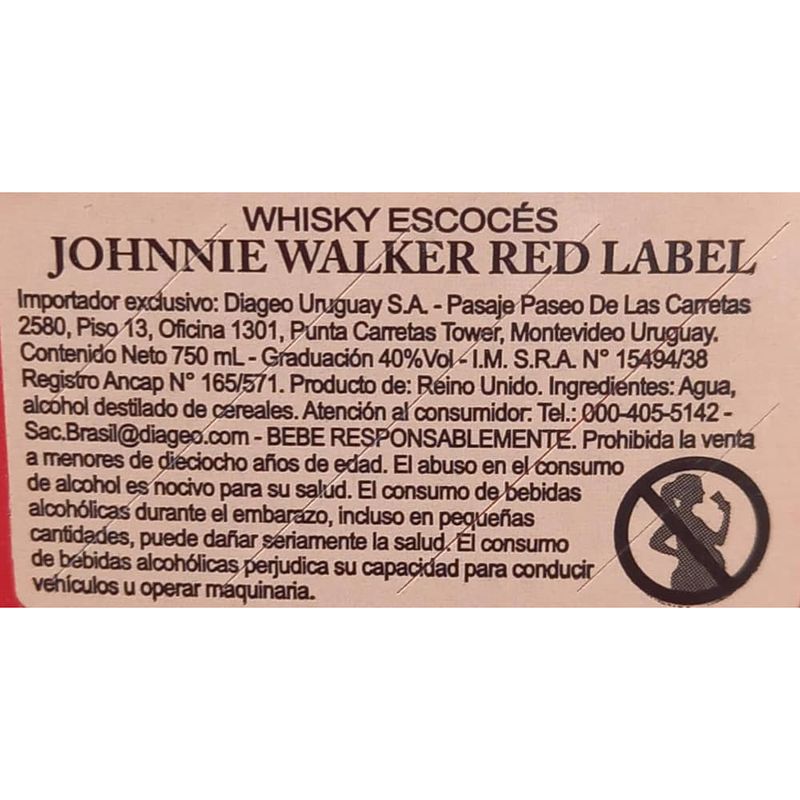 WHISKY ESCOCÉS
JOHNNIE WALKER RED LABEL
Importador exclusivo: Diageo Uruguay S.A. - Pasaje Paseo De Las Carretas
2580, Piso 13, Oficina 1301, Punta Carretas Tower, Montevideo Uruguay.
Contenido Neto 750 mL - Graduación 40%Vol - I.M. S.R.A. N° 15494/38
Registro Ancap N° 165/571. Producto de: Reino Unido. Ingredientes: Agua,
alcohol destilado de cereales. Atención al consumidor: Tel.: 000-405-5142 -
Sac.Brasil@diageo.com - BEBE RESPONSABLEMENTE. Prohibida la venta
a menores de dieciocho años de edad. El abuso en el consumo
de alcohol es nocivo para su salud. El consumo de bebidas
alcohólicas durante el embarazo, incluso en pequeñas
cantidades, puede dañar seriamente la salud. El consumo
de bebidas alcohólicas perjudica su capacidad para conducir
vehículos u operar maquinaria.